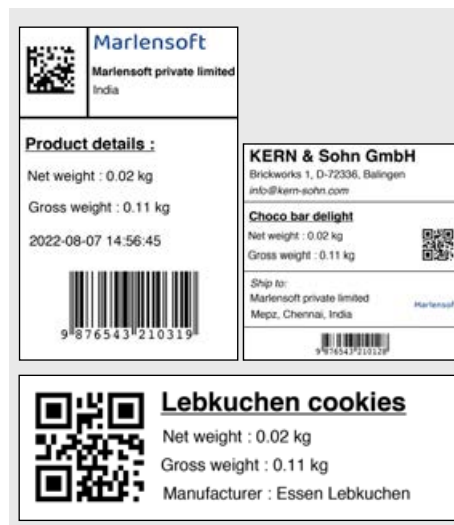 Marlensoft
Marlensoft private limited
India
Product details :
Net weight : 0.02 kg
Gross weight : 0.11 kg
2022-08-07 14:56:45
9 876543 210319
KERN & Sohn GmbH
Brickworks 1, D-72336, Balingen
info@kern-sohn.com
Choco bar delight
Net weight : 0.02 kg
Gross weight : 0.11 kg
Ship to:
Marlensoft private limited
Mepz, Chennai, India
Marlensof
9 876543 210128
Lebkuchen cookies
Net weight : 0.02 kg
Gross weight : 0.11 kg
Manufacturer : Essen Lebkuchen